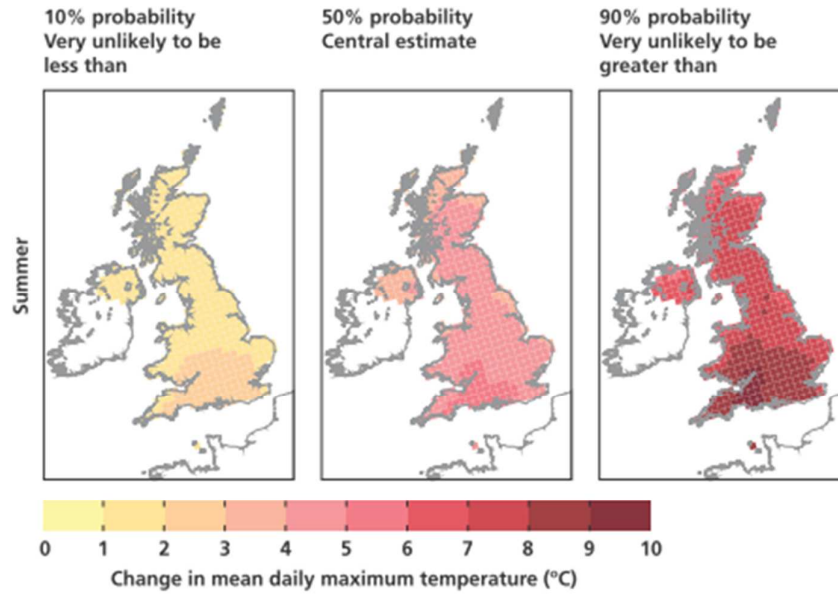 10% probability
Very unlikely to be
less than
50% probability
Central estimate
90% probability
Very unlikely to be
greater than
Summer
0 1 2 3 4 5 6 7 8 9 10
Change in mean daily maximum temperature (ºC)